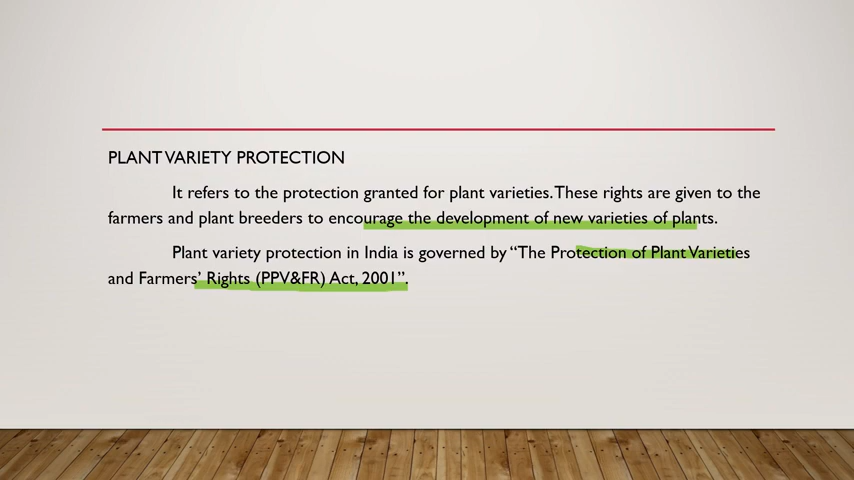 PLANT VARIETY PROTECTION
It refers to the protection granted for plant varieties. These rights are given to the
farmers and plant breeders to encourage the development of new varieties of plants.
Plant variety protection in India is governed by “The Protection of Plant Varieties
and Farmers’ Rights (PPV&FR) Act, 2001”.